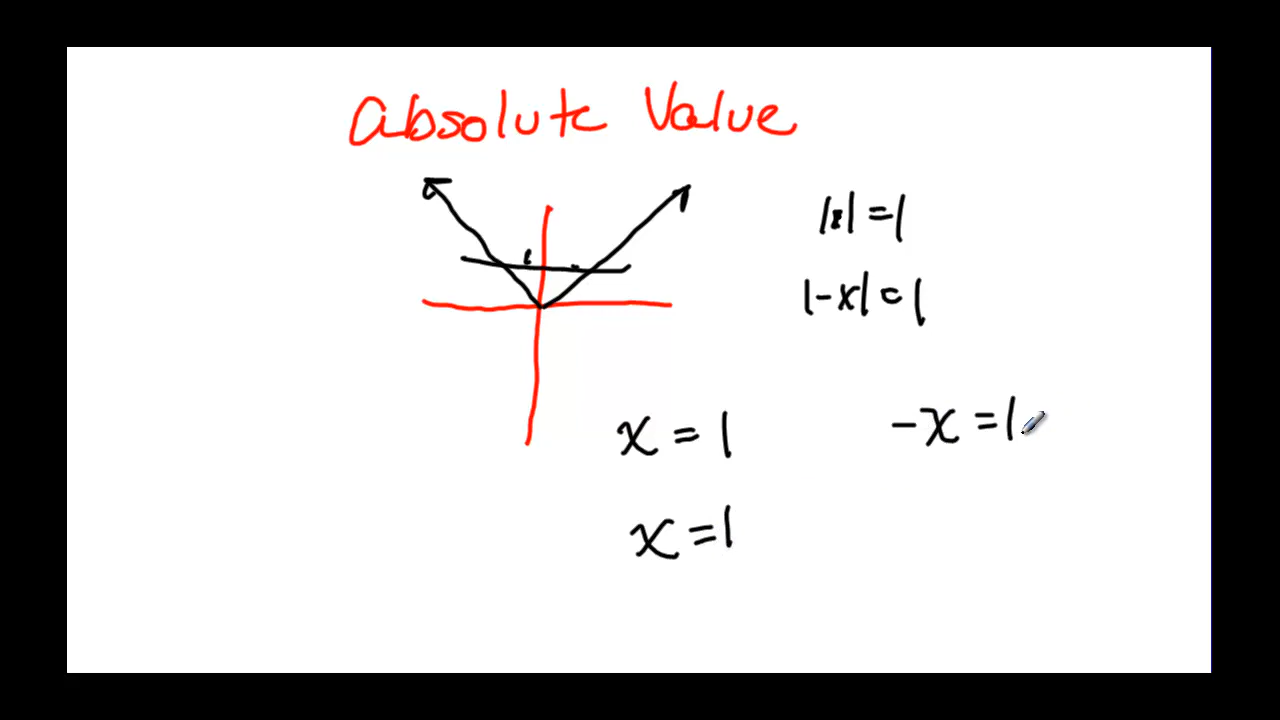 Absolute Value
|x| = 1
|-x| = 1
x = 1
-x = 1
x = 1